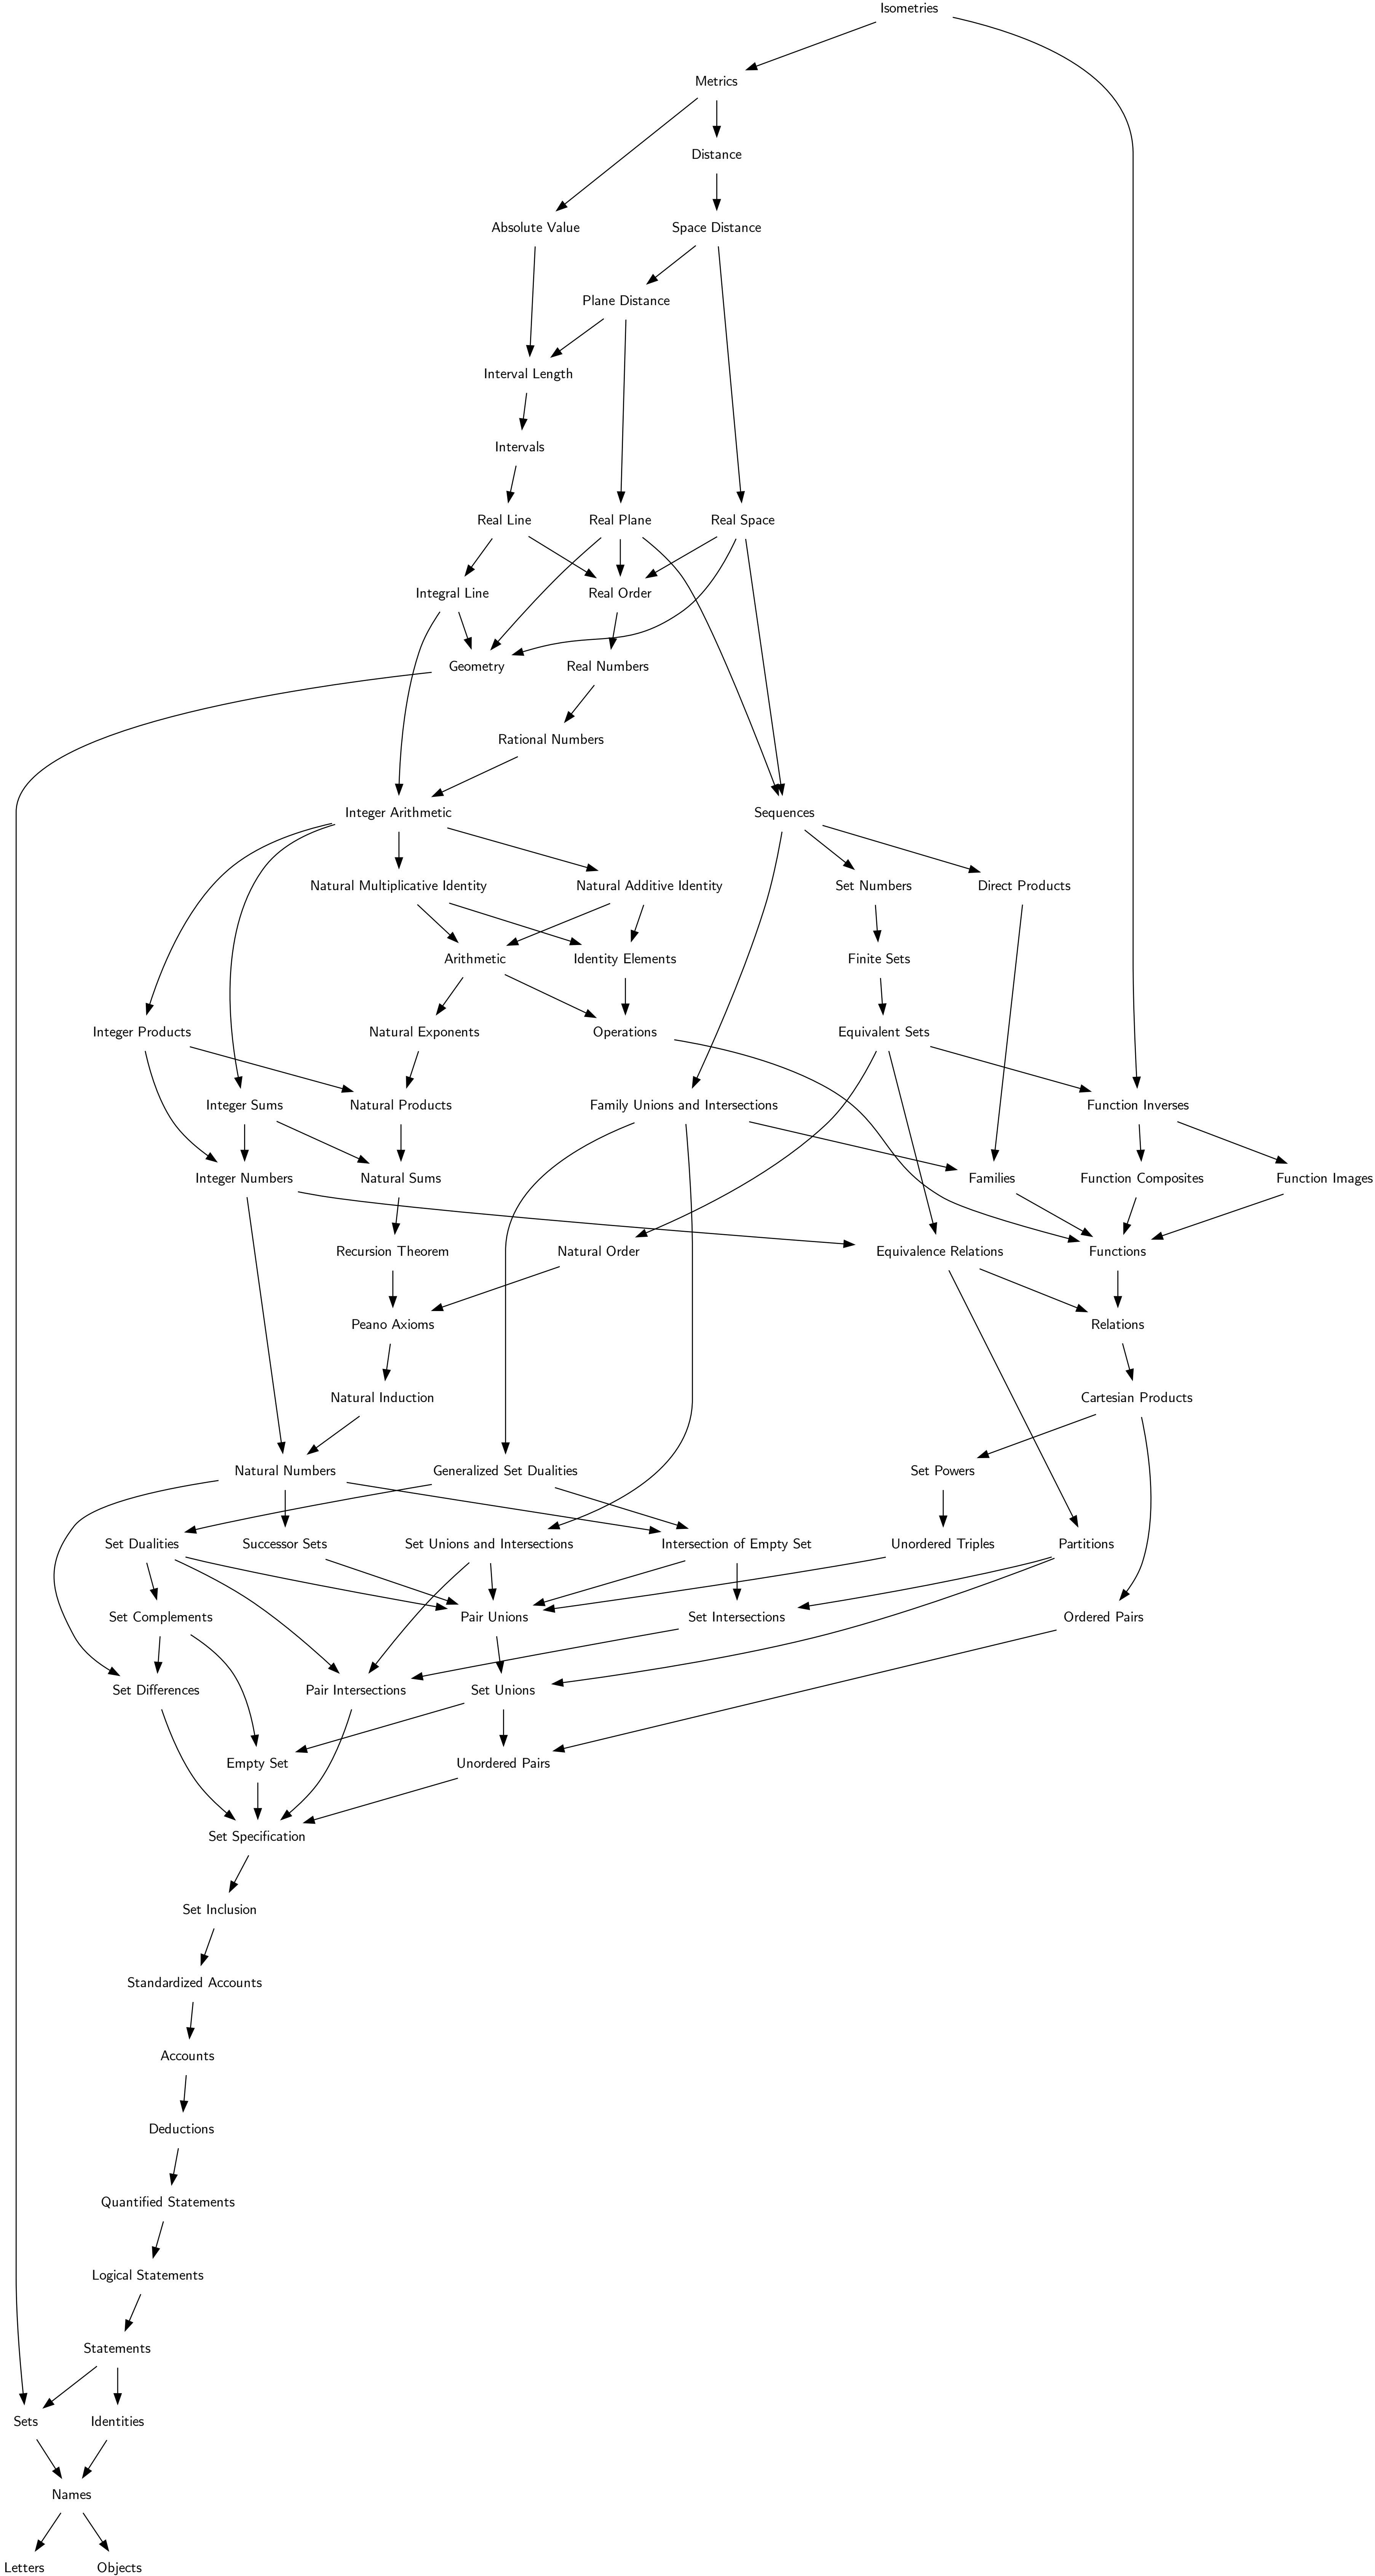 Isometries
Metrics
Distance
Absolute Value
Space Distance
Plane Distance
Interval Length
Intervals
Real Line
Real Plane
Real Space
Integral Line
Real Order
Geometry
Real Numbers
Rational Numbers
Integer Arithmetic
Sequences
Natural Multiplicative Identity
Natural Additive Identity
Set Numbers
Direct Products
Arithmetic
Identity Elements
Finite Sets
Integer Products
Natural Exponents
Operations
Equivalent Sets
Integer Sums
Natural Products
Family Unions and Intersections
Function Inverses
Integer Numbers
Natural Sums
Families
Function Composites
Function Images
Recursion Theorem
Natural Order
Equivalence Relations
Functions
Peano Axioms
Relations
Natural Induction
Cartesian Products
Natural Numbers
Generalized Set Dualities
Set Powers
Set Dualities
Successor Sets
Set Unions and Intersections
Intersection of Empty Set
Unordered Triples
Partitions
Set Complements
Pair Unions
Set Intersections
Ordered Pairs
Set Differences
Pair Intersections
Set Unions
Empty Set
Unordered Pairs
Set Specification
Set Inclusion
Standardized Accounts
Accounts
Deductions
Quantified Statements
Logical Statements
Statements
Sets
Identities
Names
Letters
Objects